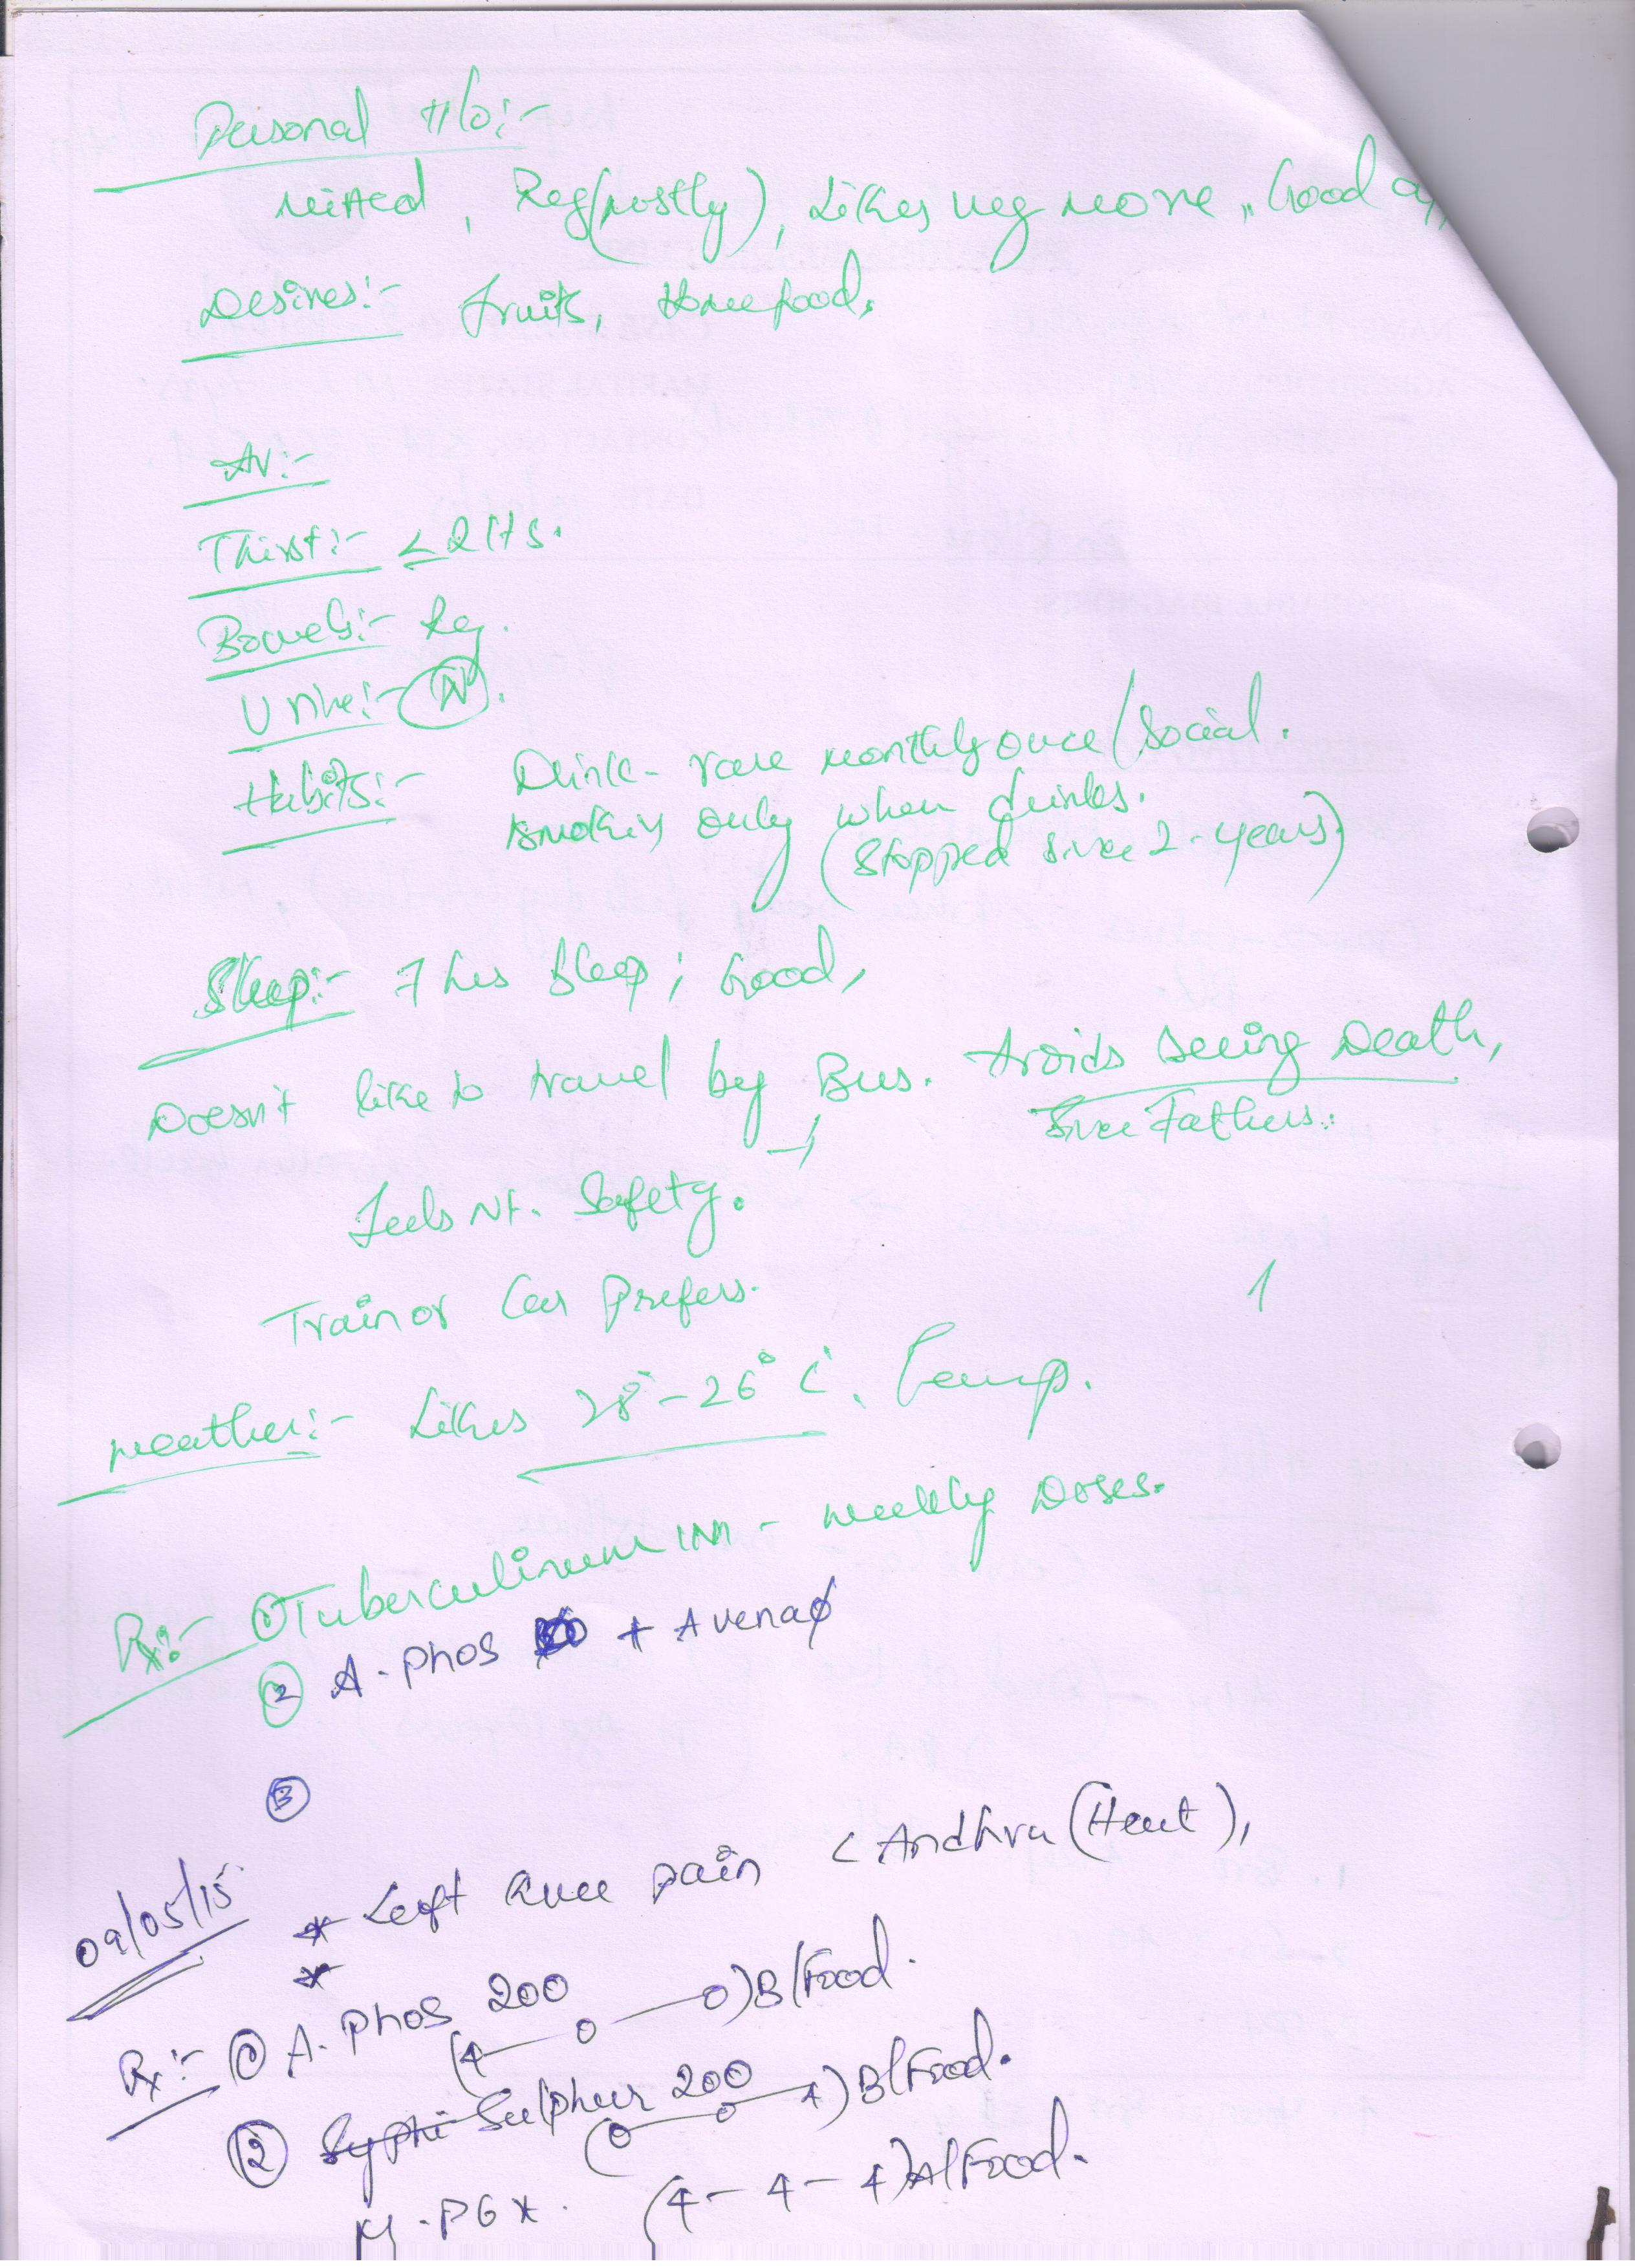 Personal H/o:-
Mixed, Reg(mostly), Likes veg more, Good ap
Desires:- fruits, Home food.
Av:-
Thirst:- ≤ 2 lts.
Bowels:- Reg.
Urine:- (N).
Habits:- Drink - rare monthly once/Social.
Smoking only when drinks.
(Stopped since 2-years)
Sleep:- 7 hrs sleep; Good,
Doesn't like to travel by Bus. Avoids seeing Death,
Since Fathers.
Feels Nt. Safety.
Train or Car Prefers.
1
Weather:- Likes 28°-26°C. Temp.
Rx:- ① Tuberculinum 1M - Weekly Doses.
② A. Phos + Avena ϕ
③
09/05/15 * Left knee pain < Andhra (Heat),
*
Rx:- ① A. Phos 200
(4 — 0 — 0) B/Food.
② Sulphur 200
(0 — 0 — 4) B/Food.
(4 - 4 - 4) A/Food.